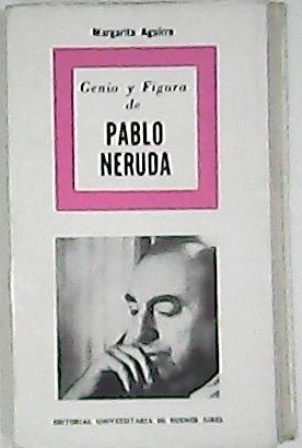 Margarita Aguirre
Genio y Figura
de
PABLO
NERUDA
EDITORIAL UNIVERSITARIA DE BUENOS AIRES